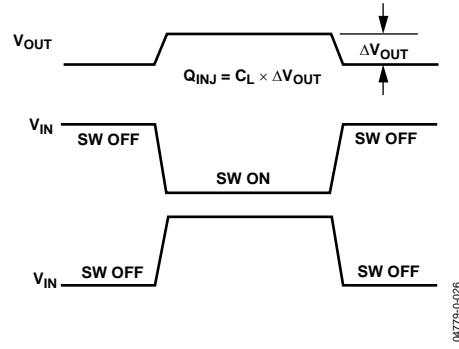 VOUT
ΔVOUT
QINJ = CL × ΔVOUT
VIN
SW OFF
SW OFF
SW ON
VIN
SW OFF
SW OFF
04779-0-026